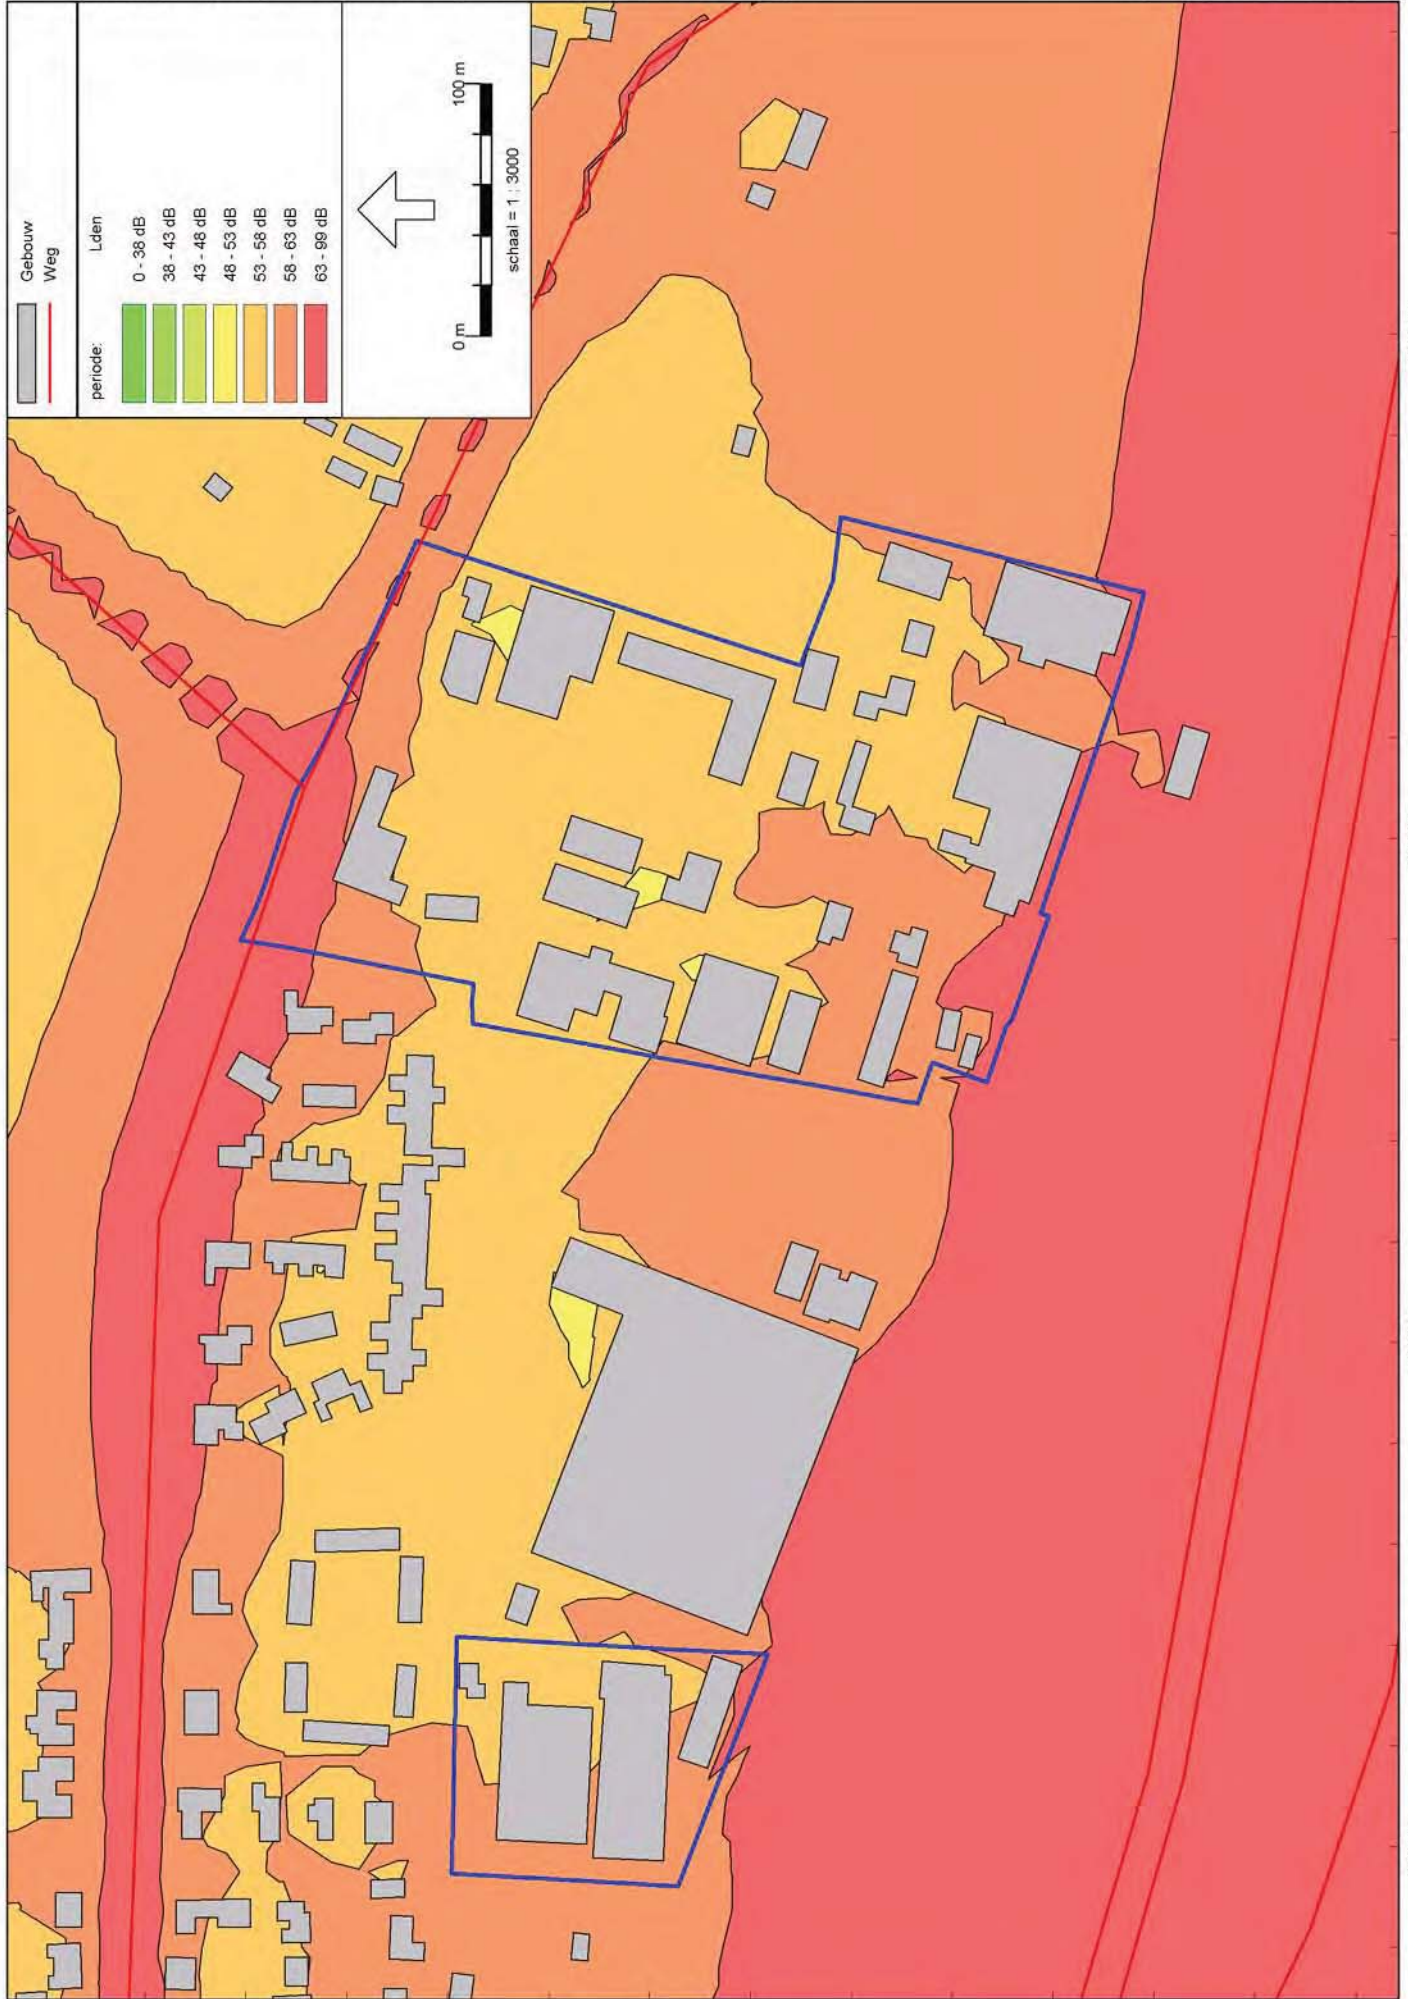 Gebouw
Weg
periode: Lden
0 - 38 dB
38 - 43 dB
43 - 48 dB
48 - 53 dB
53 - 58 dB
58 - 63 dB
63 - 99 dB
0 m 100 m
schaal = 1 : 3000